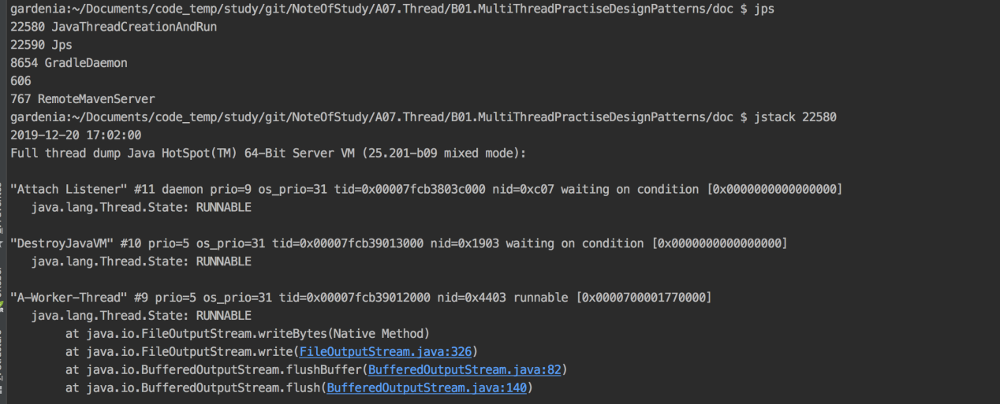 gardenia:~/Documents/code_temp/study/git/NoteOfStudy/A07.Thread/B01.MultiThreadPractiseDesignPatterns/doc $ jps
22580 JavaThreadCreationAndRun
22590 Jps
8654 GradleDaemon
606
767 RemoteMavenServer
gardenia:~/Documents/code_temp/study/git/NoteOfStudy/A07.Thread/B01.MultiThreadPractiseDesignPatterns/doc $ jstack 22580
2019-12-20 17:02:00
Full thread dump Java HotSpot(TM) 64-Bit Server VM (25.201-b09 mixed mode):

"Attach Listener" #11 daemon prio=9 os_prio=31 tid=0x00007fcb3803c000 nid=0xc07 waiting on condition [0x0000000000000000]
   java.lang.Thread.State: RUNNABLE

"DestroyJavaVM" #10 prio=5 os_prio=31 tid=0x00007fcb39013000 nid=0x1903 waiting on condition [0x0000000000000000]
   java.lang.Thread.State: RUNNABLE

"A-Worker-Thread" #9 prio=5 os_prio=31 tid=0x00007fcb39012000 nid=0x4403 runnable [0x0000700001770000]
   java.lang.Thread.State: RUNNABLE
        at java.io.FileOutputStream.writeBytes(Native Method)
        at java.io.FileOutputStream.write(FileOutputStream.java:326)
        at java.io.BufferedOutputStream.flushBuffer(BufferedOutputStream.java:82)
        at java.io.BufferedOutputStream.flush(BufferedOutputStream.java:140)